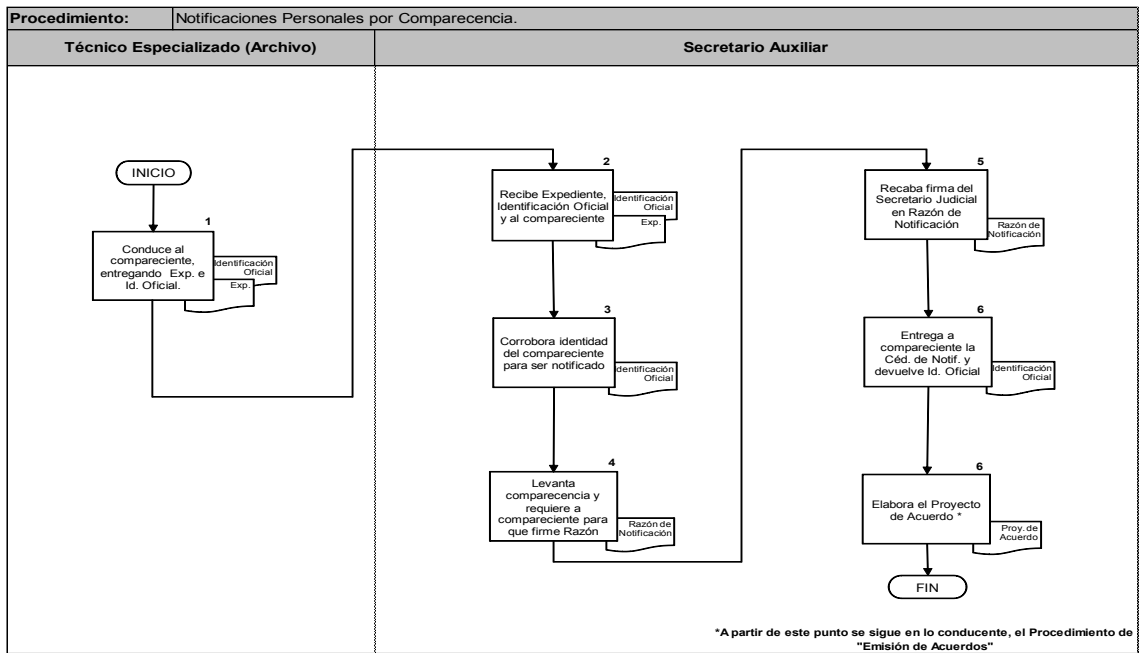 Procedimiento: Notificaciones Personales por Comparecencia.
Técnico Especializado (Archivo)
Secretario Auxiliar
INICIO
1
Conduce al
compareciente,
entregando Exp. e
Id. Oficial.
Identificación
Oficial
Exp.
2
Recibe Expediente,
Identificación Oficial
y al compareciente
Identificación
Oficial
Exp.
3
Corrobora identidad
del compareciente
para ser notificado
Identificación
Oficial
4
Levanta
comparecencia y
requiere a
compareciente para
que firme Razón
Razón de
Notificación
5
Recaba firma del
Secretario Judicial
en Razón de
Notificación
Razón de
Notificación
6
Entrega a
compareciente la
Céd. de Notif. y
devuelve Id. Oficial
Identificación
Oficial
6
Elabora el Proyecto
de Acuerdo *
Proy. de
Acuerdo
FIN
*A partir de este punto se sigue en lo conducente, el Procedimiento de
"Emisión de Acuerdos"